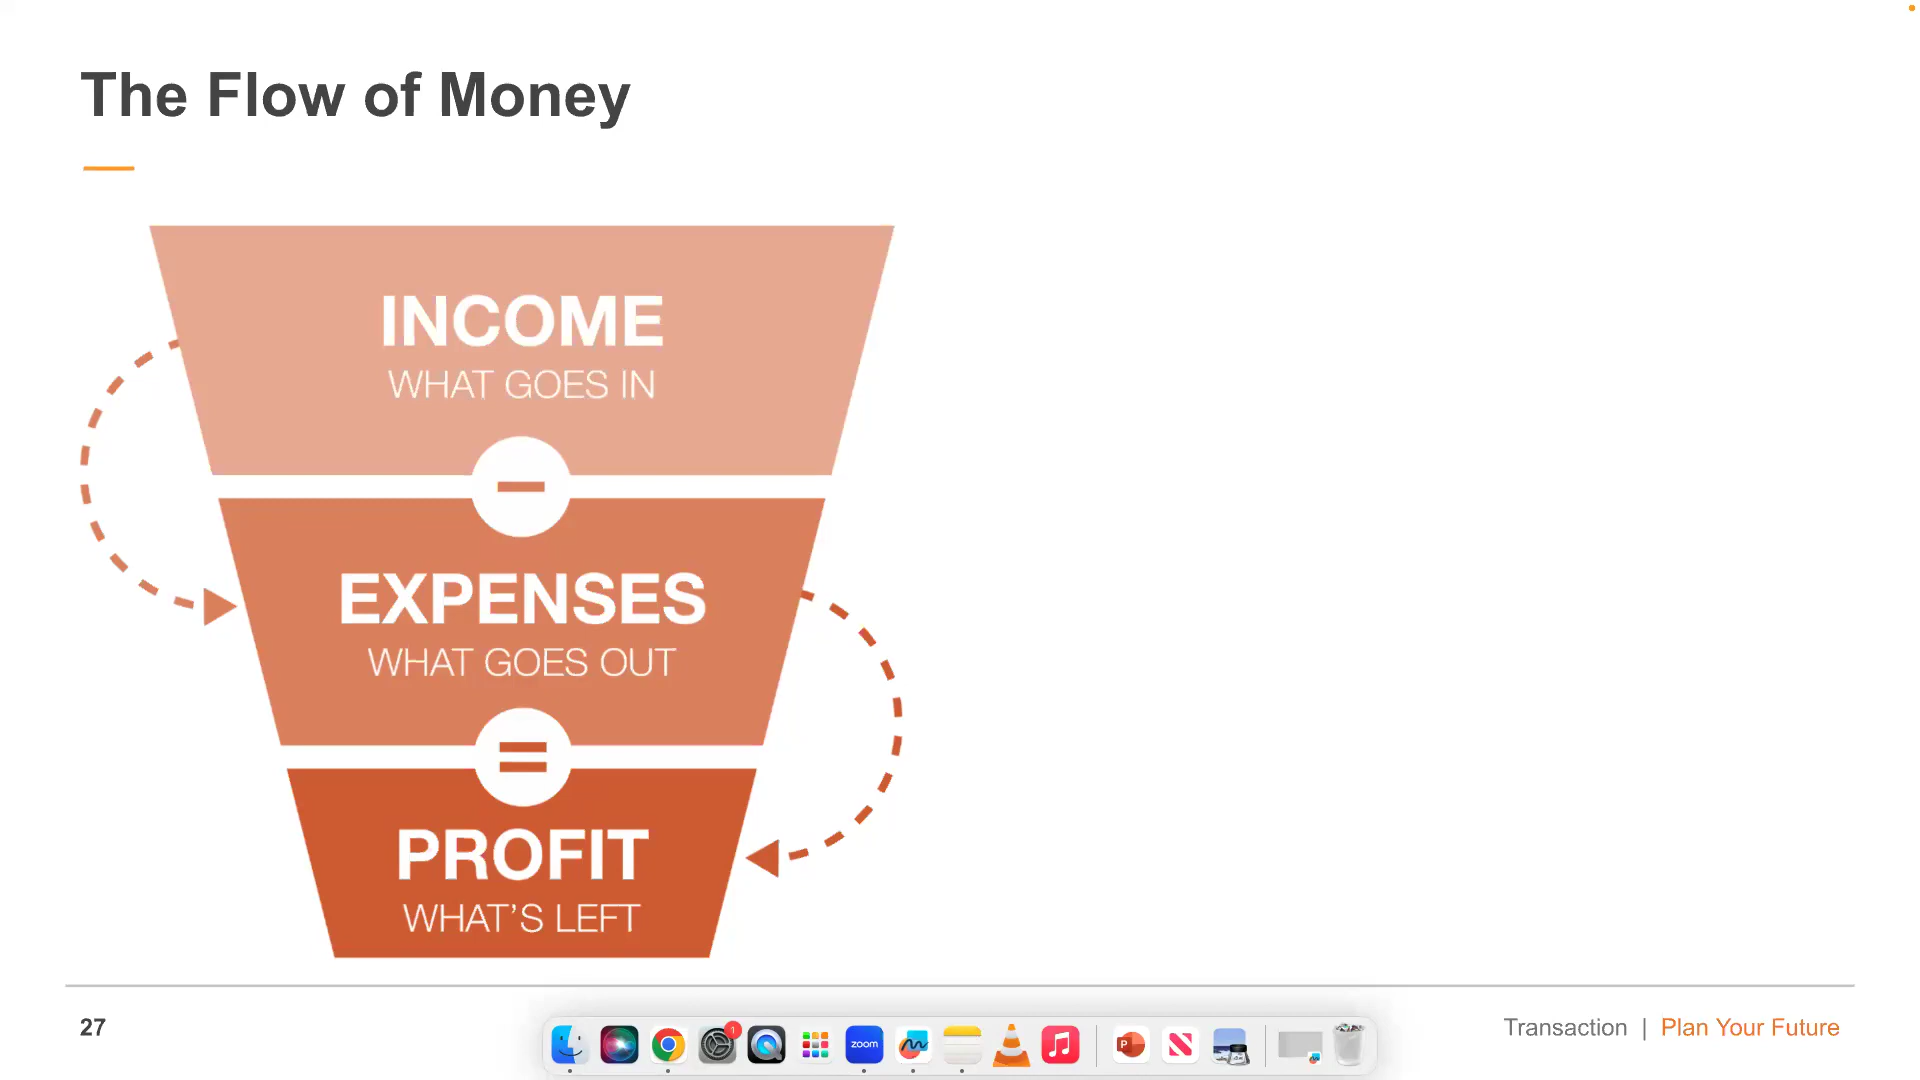 The Flow of Money
INCOME
WHAT GOES IN
−
EXPENSES
WHAT GOES OUT
=
PROFIT
WHAT'S LEFT
27
1
zoom
P
Transaction | Plan Your Future